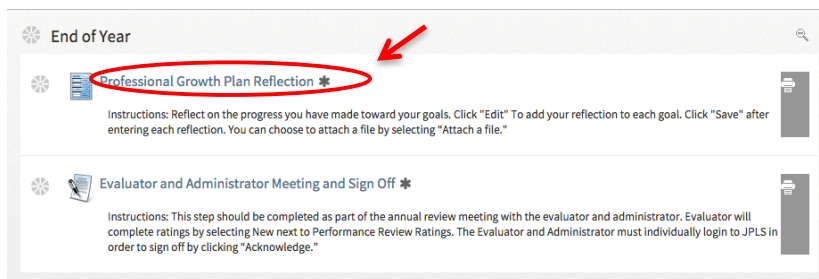 End of Year
Professional Growth Plan Reflection ✱
Instructions: Reflect on the progress you have made toward your goals. Click "Edit" To add your reflection to each goal. Click "Save" after
entering each reflection. You can choose to attach a file by selecting "Attach a file."
Evaluator and Administrator Meeting and Sign Off ✱
Instructions: This step should be completed as part of the annual review meeting with the evaluator and administrator. Evaluator will
complete ratings by selecting New next to Performance Review Ratings. The Evaluator and Administrator must individually login to JPLS in
order to sign off by clicking "Acknowledge."